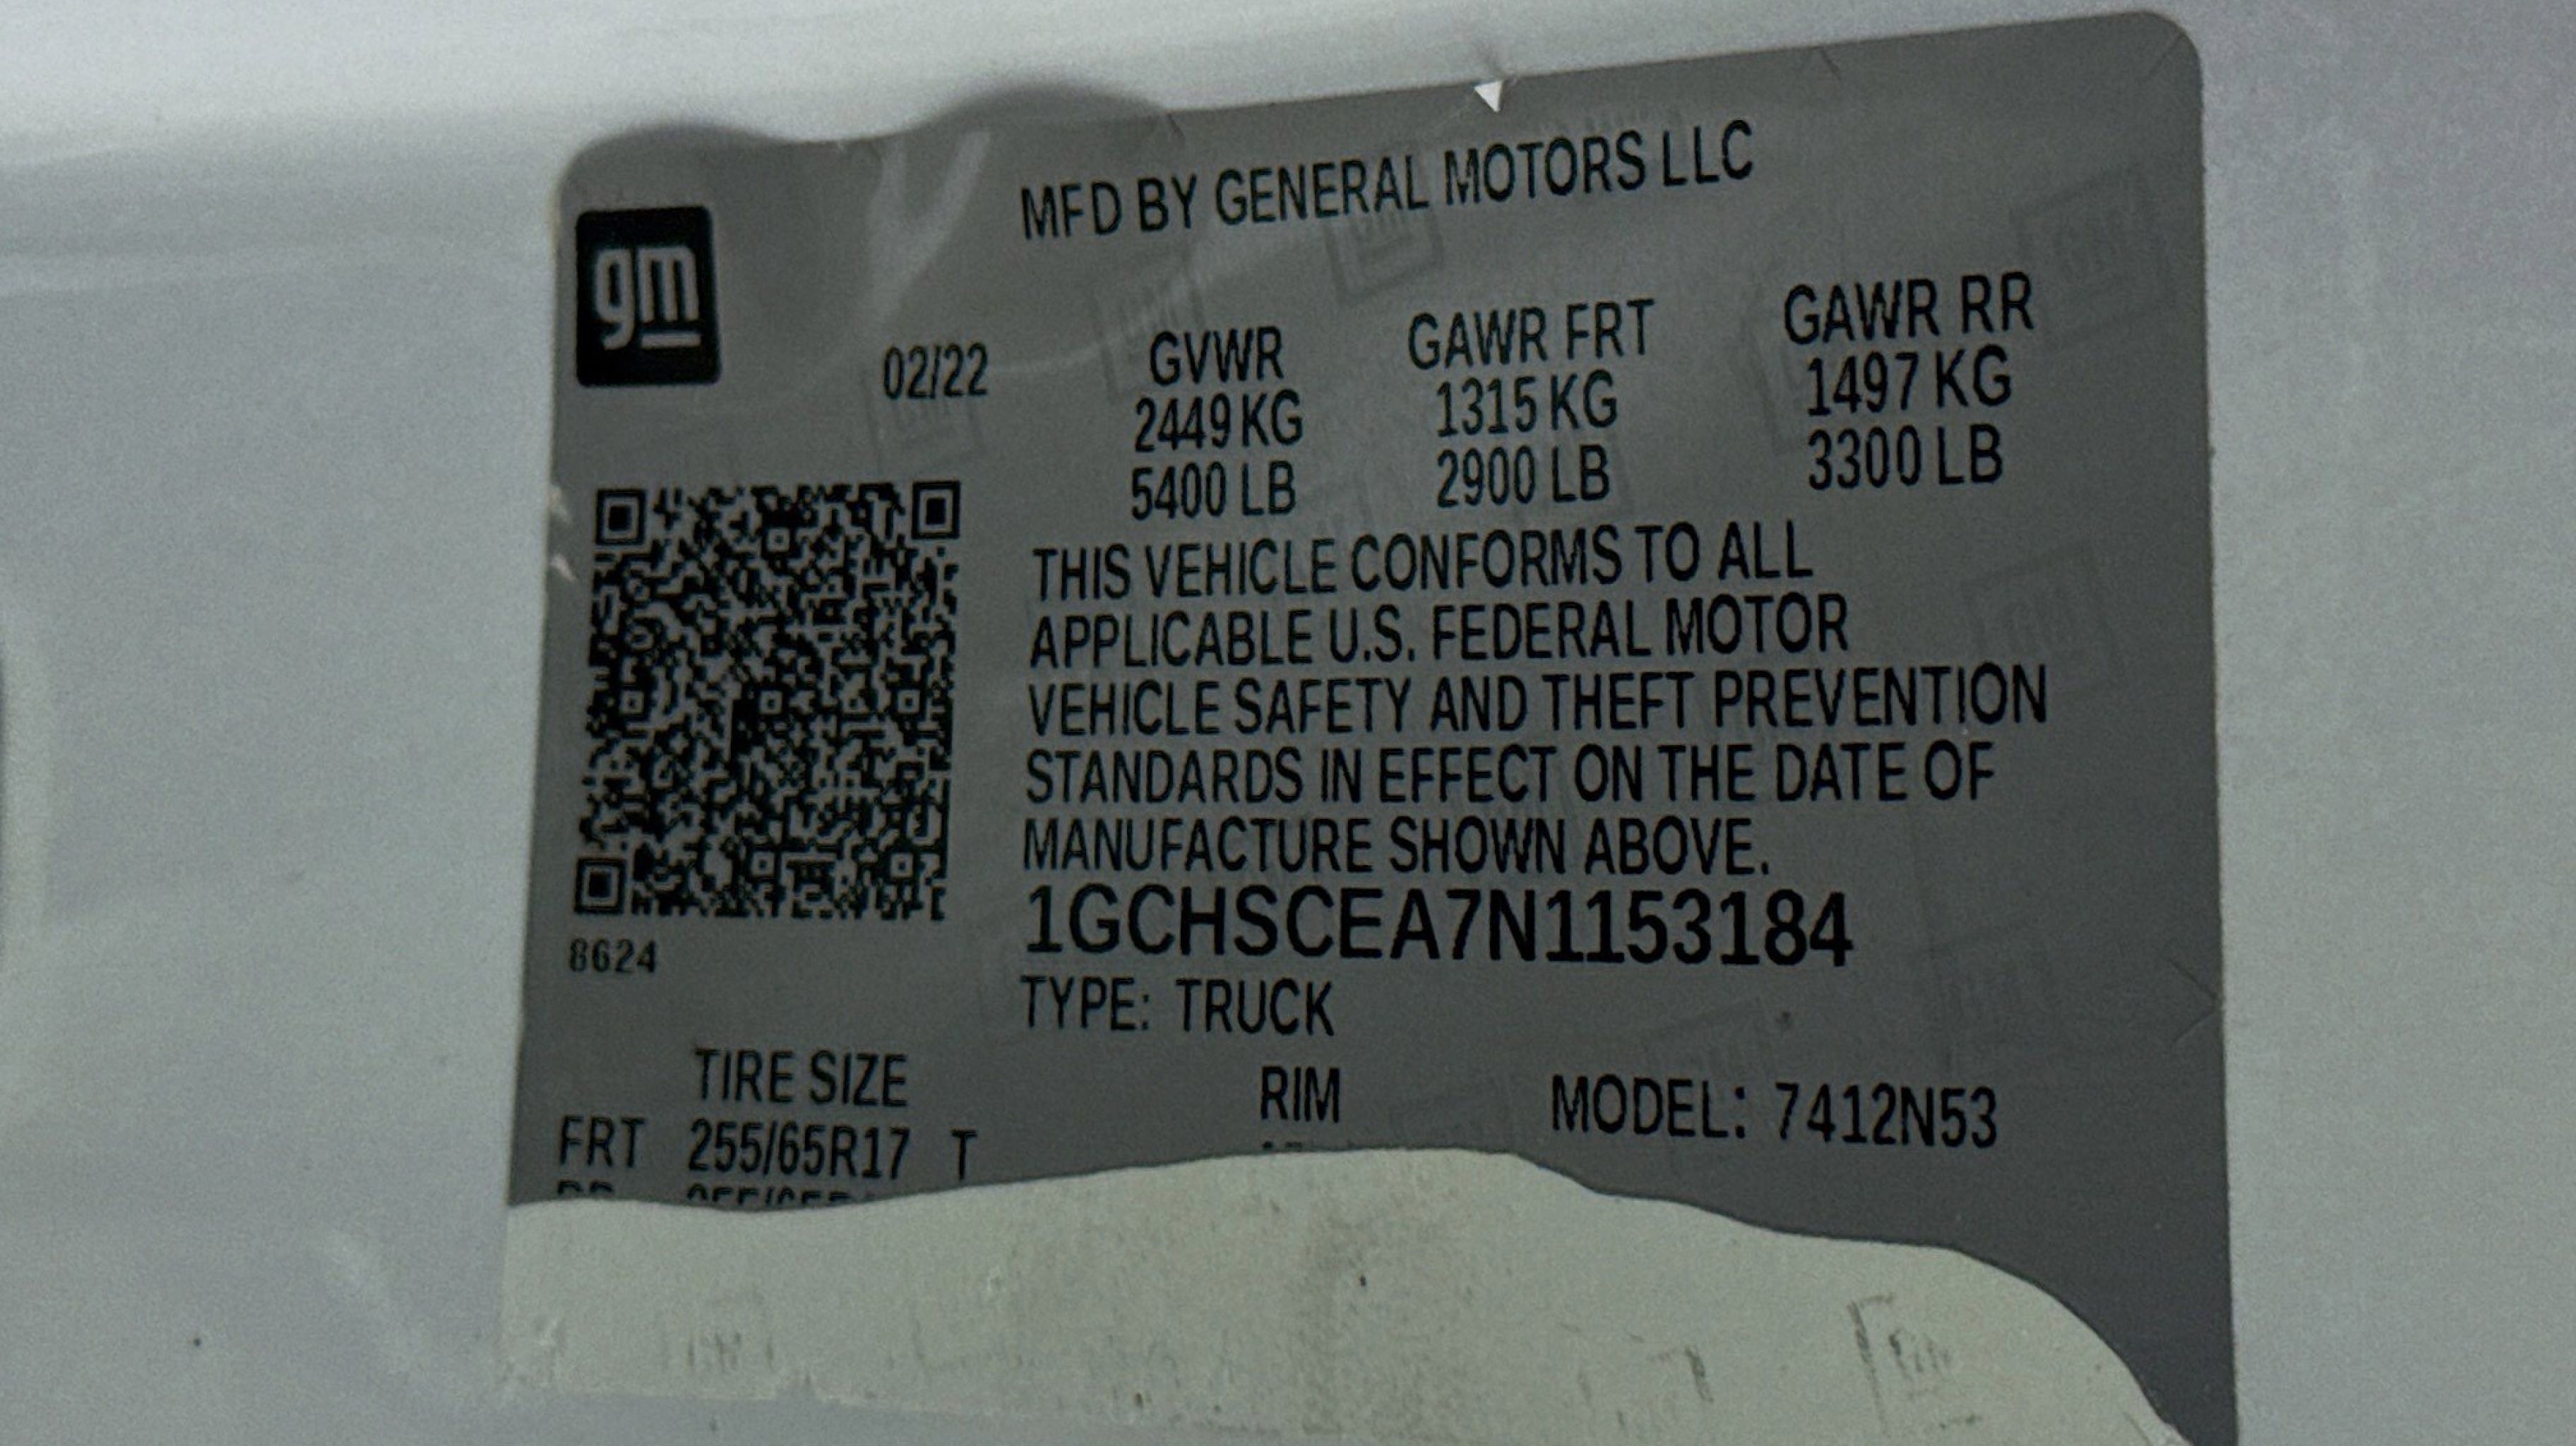 MFD BY GENERAL MOTORS LLC
gm
02/22
GVWR GAWR FRT GAWR RR
2449 KG 1315 KG 1497 KG
5400 LB 2900 LB 3300 LB
THIS VEHICLE CONFORMS TO ALL
APPLICABLE U.S. FEDERAL MOTOR
VEHICLE SAFETY AND THEFT PREVENTION
STANDARDS IN EFFECT ON THE DATE OF
MANUFACTURE SHOWN ABOVE.
1GCHSCEA7N1153184
8624
TYPE: TRUCK
TIRE SIZE RIM MODEL: 7412N53
FRT 255/65R17 T